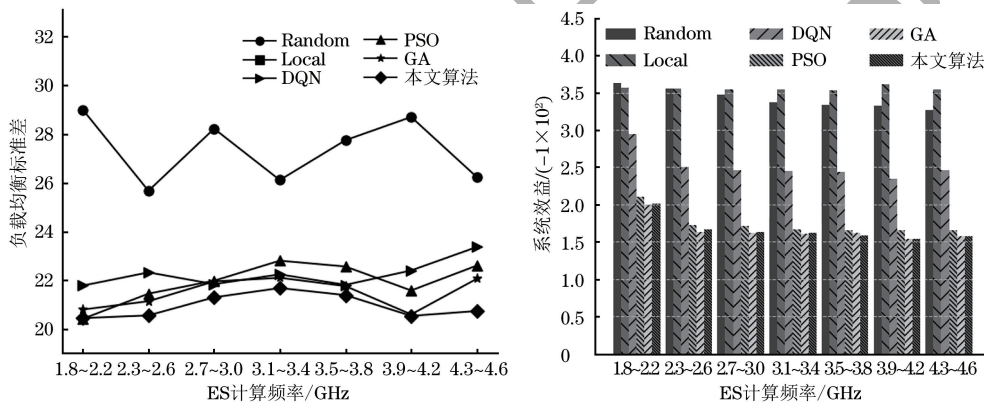 32
30
28
26
24
22
20
负载均衡标准差
Random
Local
DQN
PSO
GA
本文算法
1.8~2.2 2.3~2.6 2.7~3.0 3.1~3.4 3.5~3.8 3.9~4.2 4.3~4.6
ES计算频率/GHz
4.5
4.0
3.5
3.0
2.5
2.0
1.5
1.0
0.5
0
系统效益/(−1×10²)
Random
Local
DQN
PSO
GA
本文算法
1.8~2.2 2.3~2.6 2.7~3.0 3.1~3.4 3.5~3.8 3.9~4.2 4.3~4.6
ES计算频率/GHz